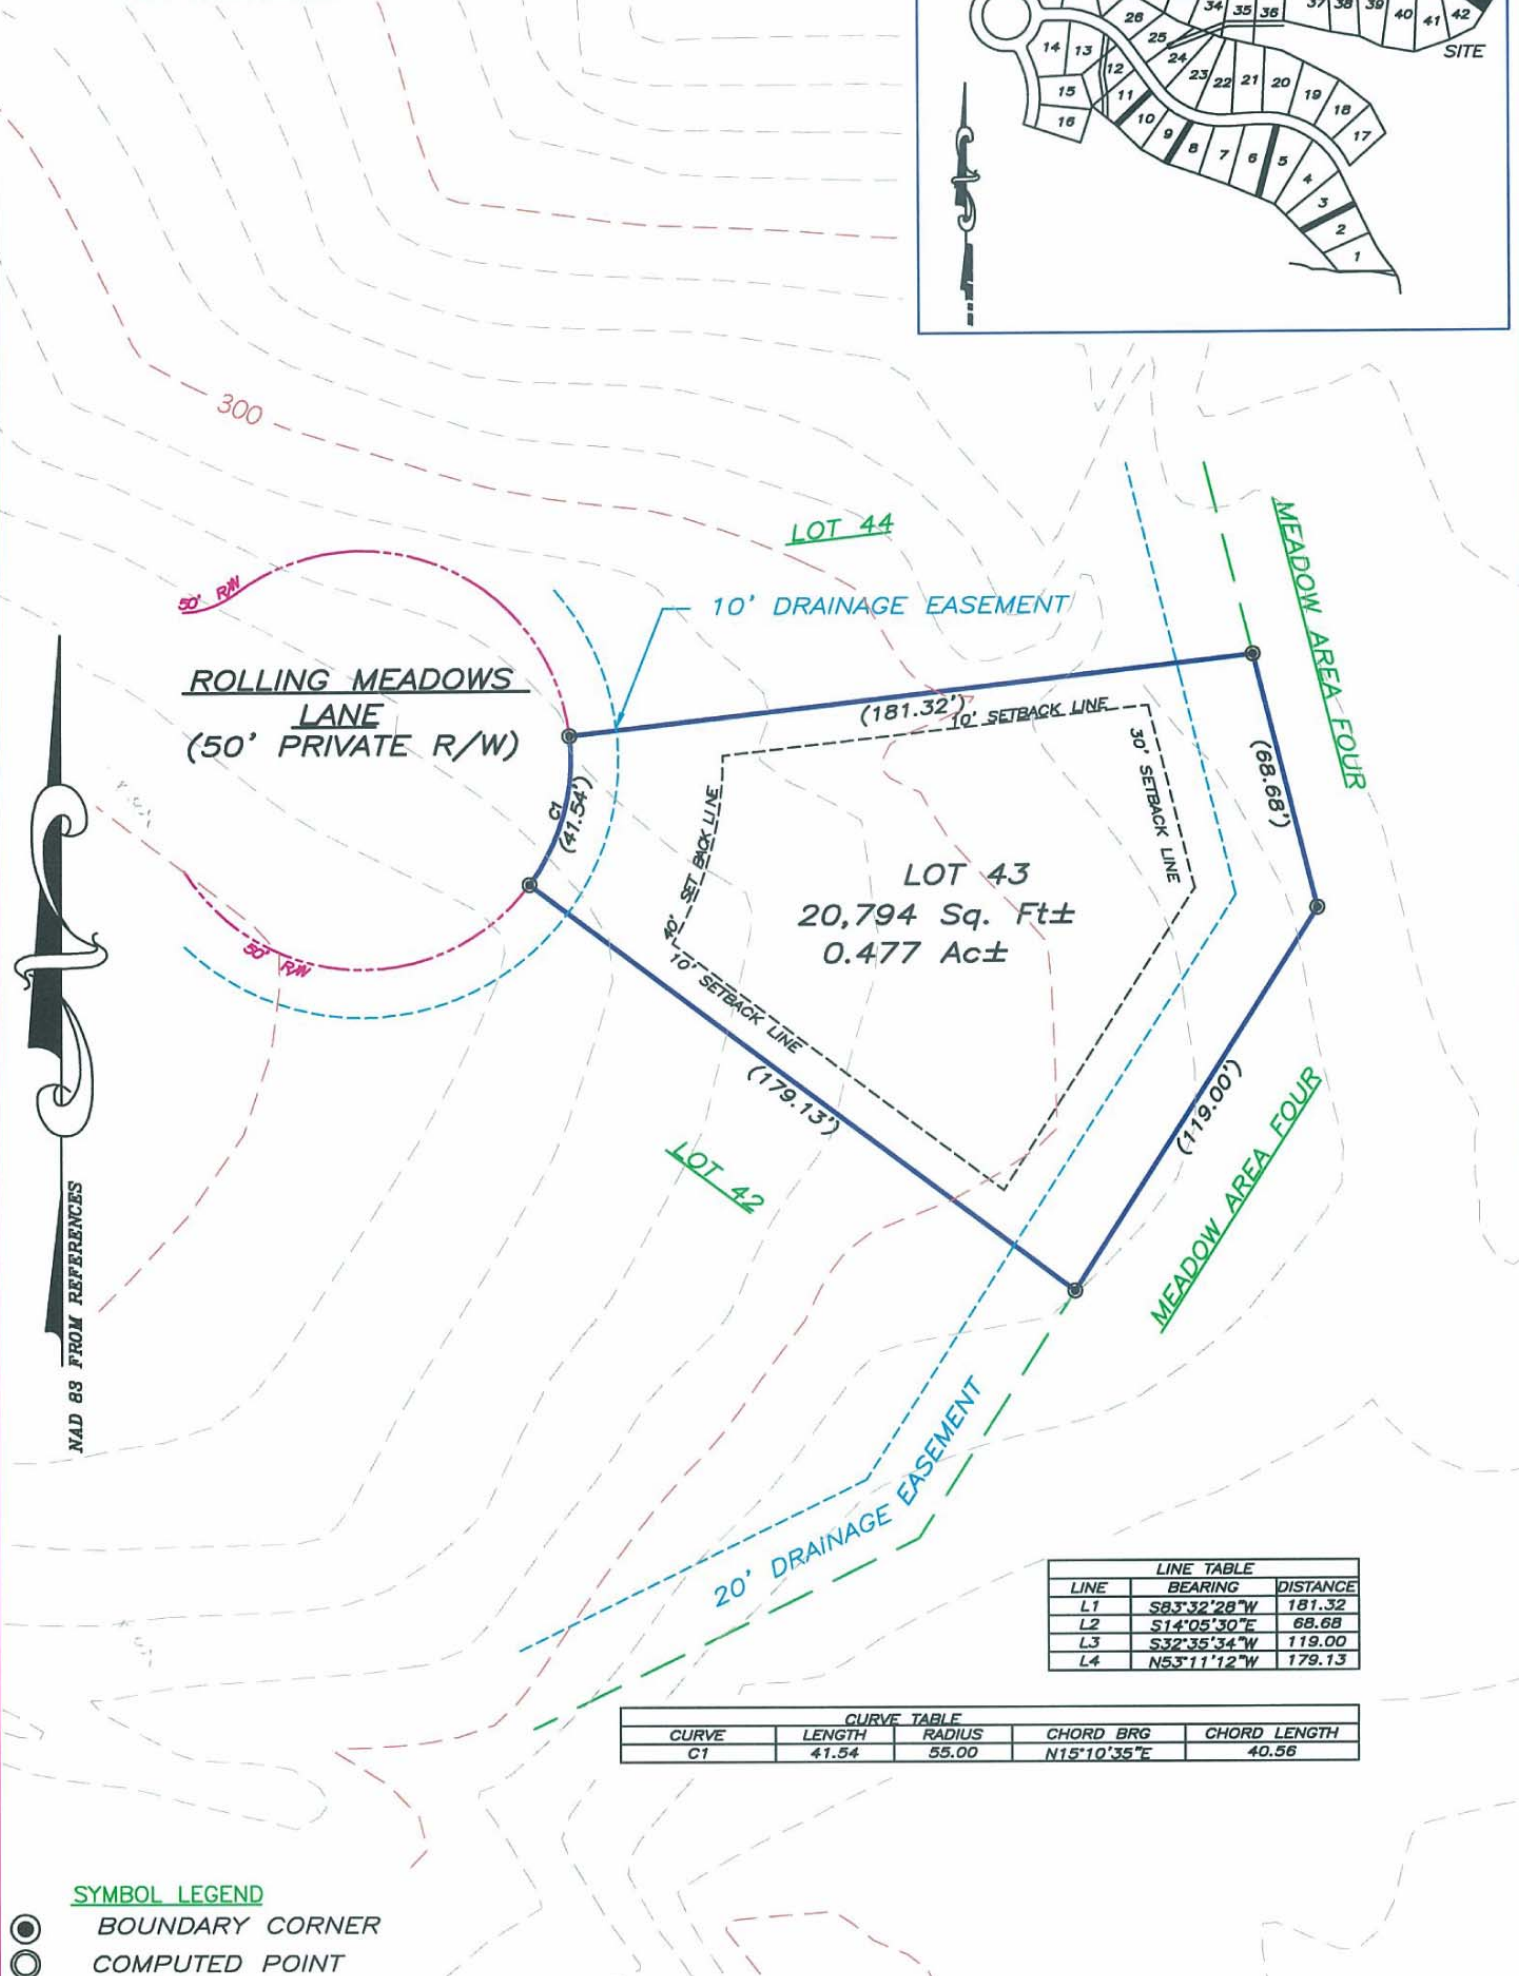 34 35 36 37 38 39 40 41 42
26
SITE
25
14 13 12 24 23 22 21 20 19 18 17
15 11
16 10 9 8 7 6 5 4 3 2 1
300
LOT 44
MEADOW AREA FOUR
50' R/W
10' DRAINAGE EASEMENT
ROLLING MEADOWS
LANE
(50' PRIVATE R/W)
(181.32')
10' SETBACK LINE
30' SETBACK LINE
(68.68')
C1
(41.54')
40' SET BACK LINE
LOT 43
20,794 Sq. Ft±
0.477 Ac±
50' R/W
10' SETBACK LINE
(179.13')
(119.00')
MEADOW AREA FOUR
LOT 42
NAD 83 FROM REFERENCES
20' DRAINAGE EASEMENT
LINE TABLE
LINE BEARING DISTANCE
L1 S83°32'28"W 181.32
L2 S14°05'30"E 68.68
L3 S32°35'34"W 119.00
L4 N53°11'12"W 179.13
CURVE TABLE
CURVE LENGTH RADIUS CHORD BRG CHORD LENGTH
C1 41.54 55.00 N15°10'35"E 40.56
SYMBOL LEGEND
BOUNDARY CORNER
COMPUTED POINT